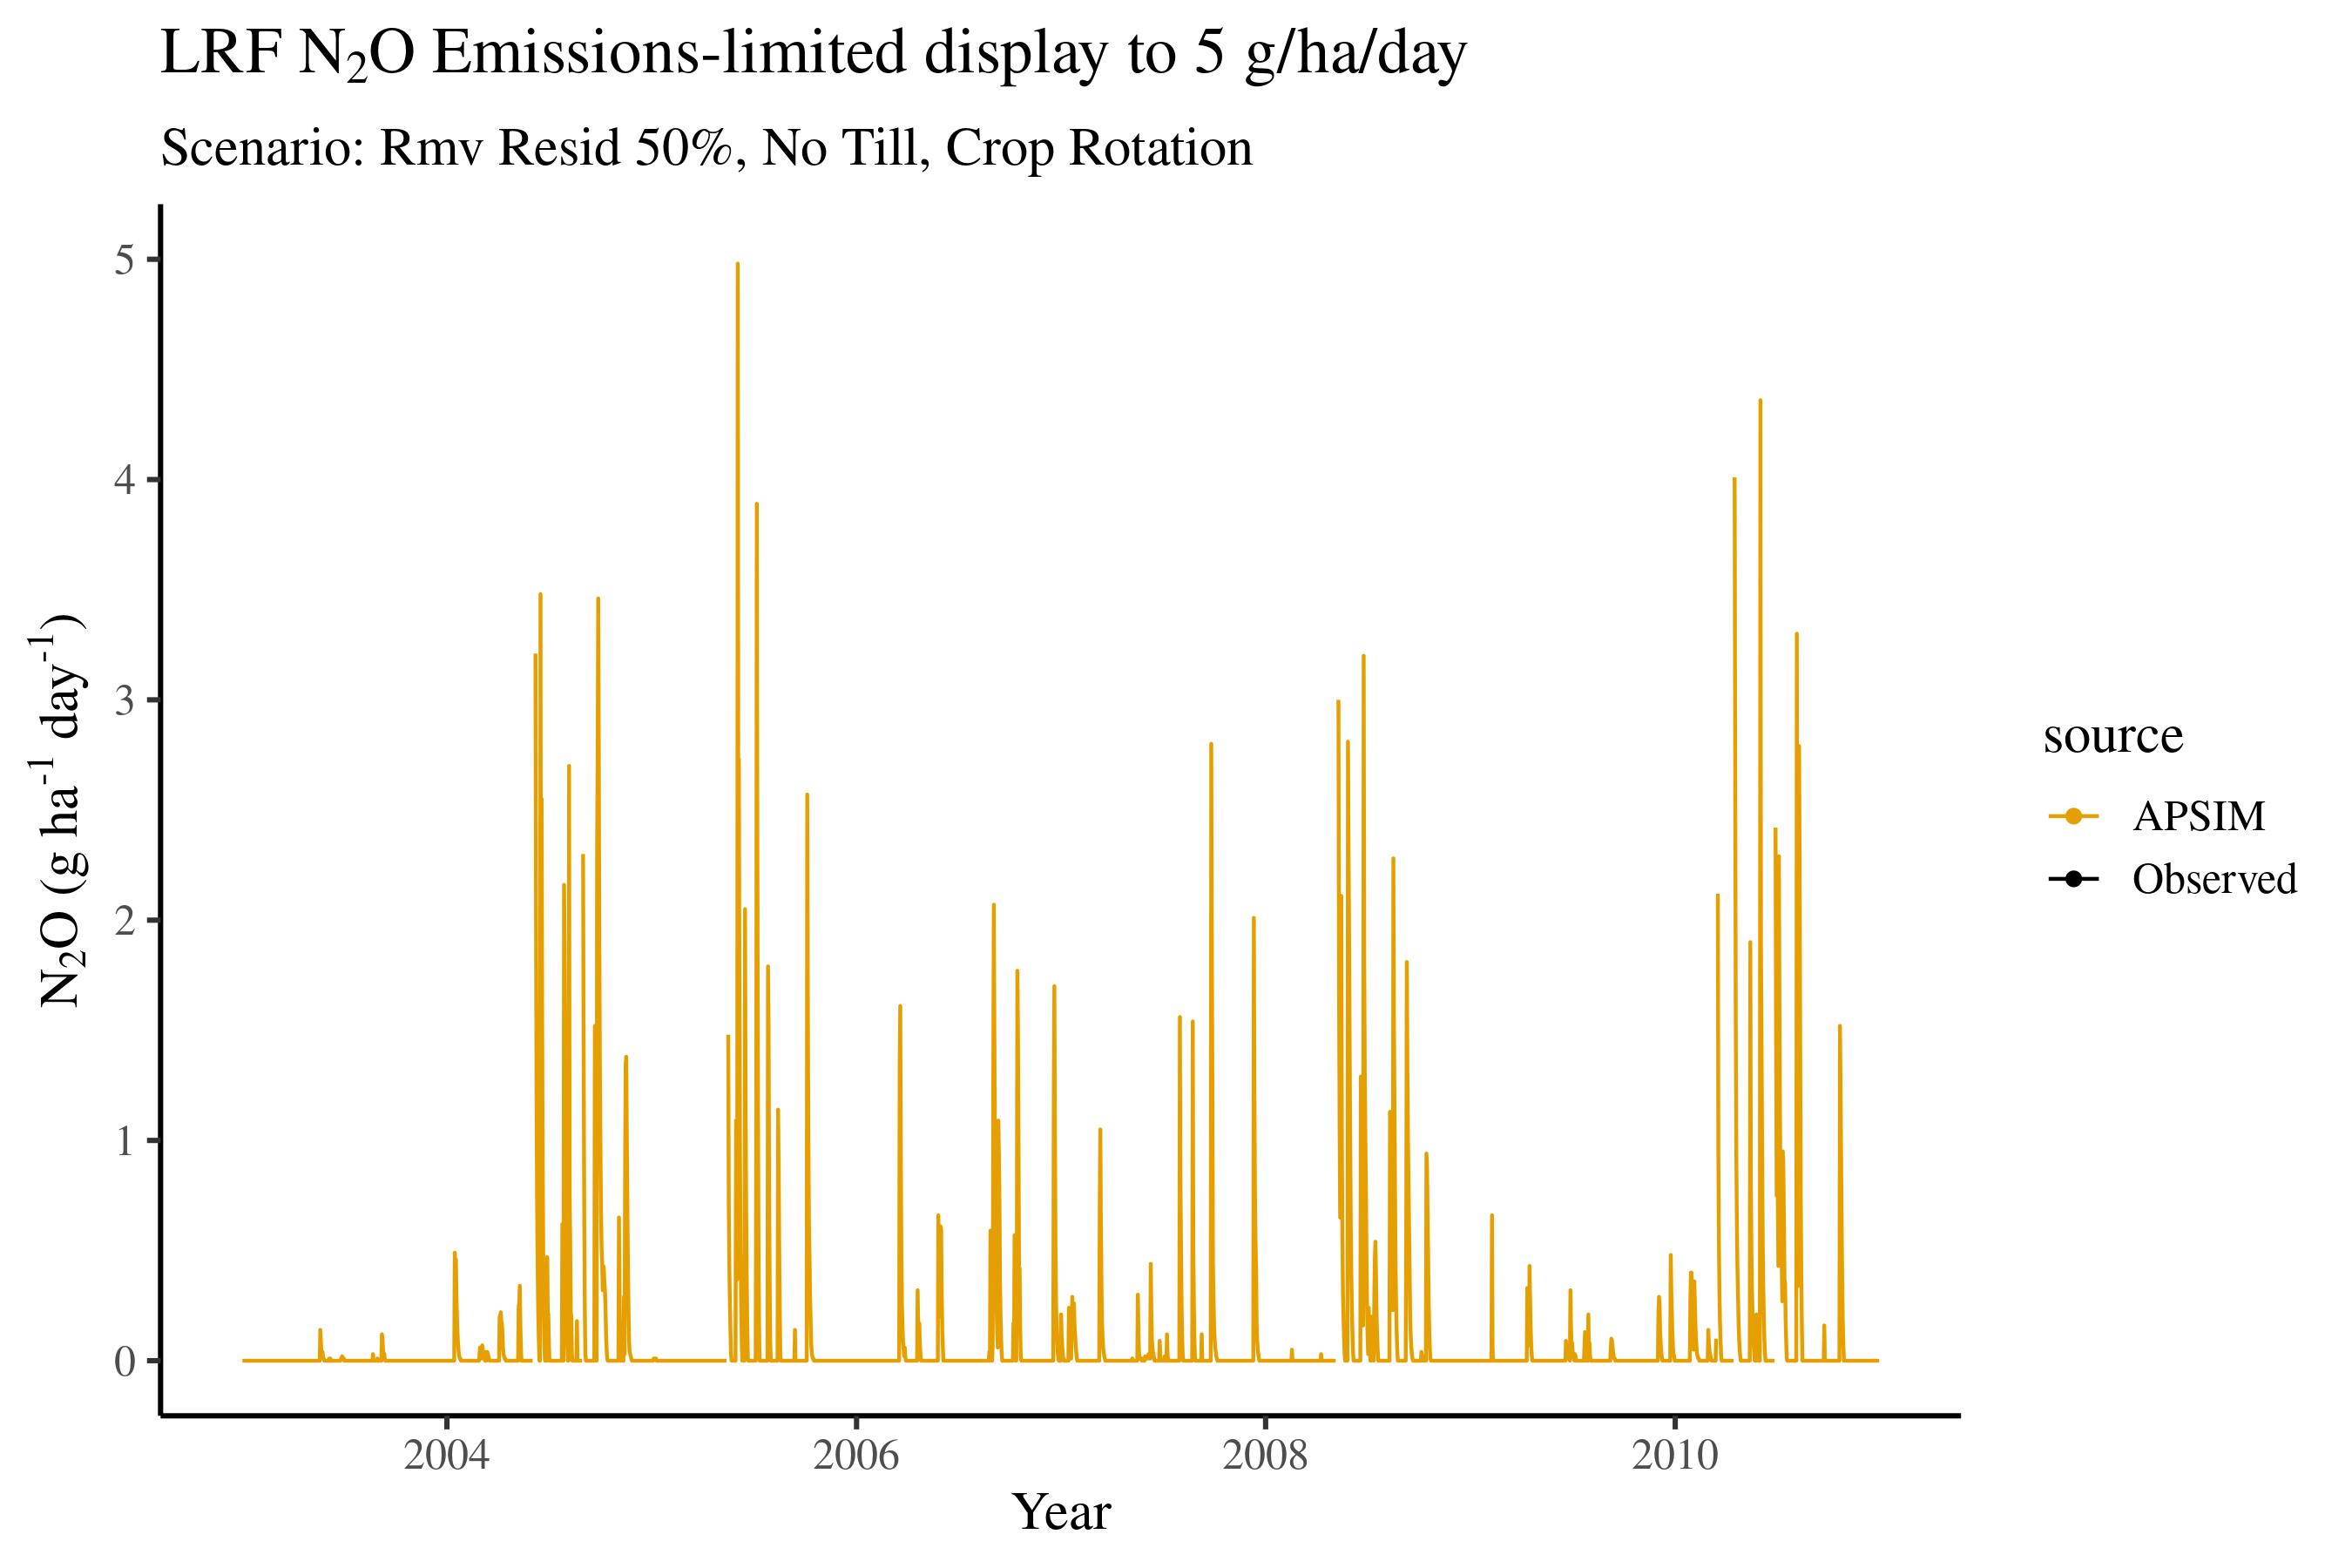 LRF N₂O Emissions-limited display to 5 g/ha/day
Scenario: Rmv Resid 50%, No Till, Crop Rotation
N₂O (g ha⁻¹ day⁻¹)
5
4
3
2
1
0
2004 2006 2008 2010
Year
source
APSIM
Observed